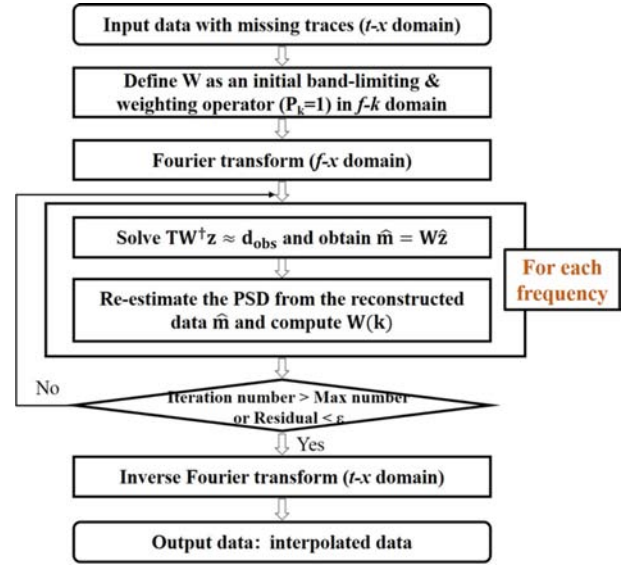 Input data with missing traces (t-x domain)
Define W as an initial band-limiting &
weighting operator (Pₖ=1) in f-k domain
Fourier transform (f-x domain)
Solve TW†z ≈ d_obs and obtain m̂ = Wẑ
Re-estimate the PSD from the reconstructed
data m̂ and compute W(k)
For each
frequency
No
Iteration number > Max number
or Residual < ε
Yes
Inverse Fourier transform (t-x domain)
Output data: interpolated data